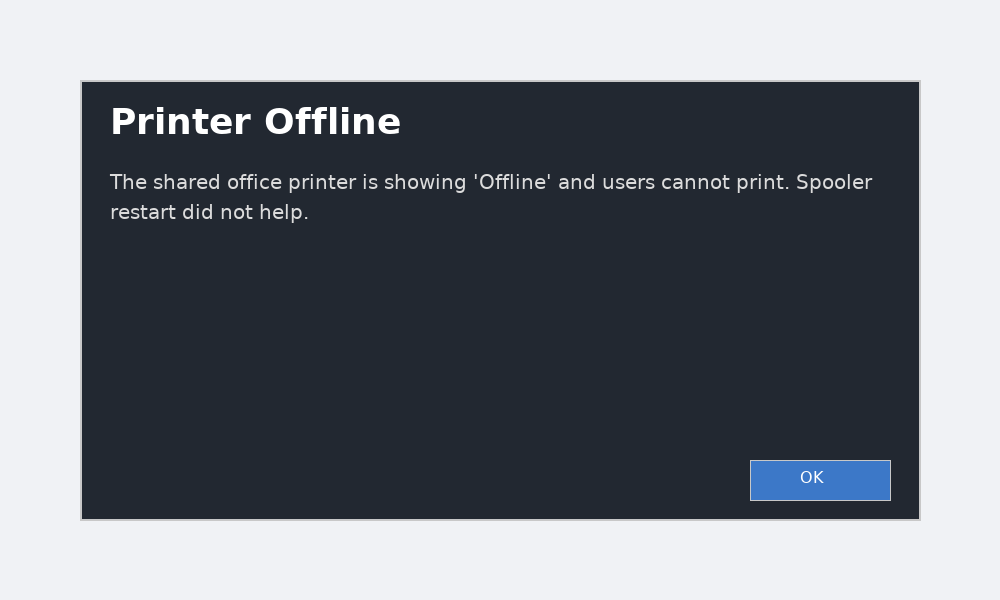 Printer Offline
The shared office printer is showing 'Offline' and users cannot print. Spooler
restart did not help.
OK